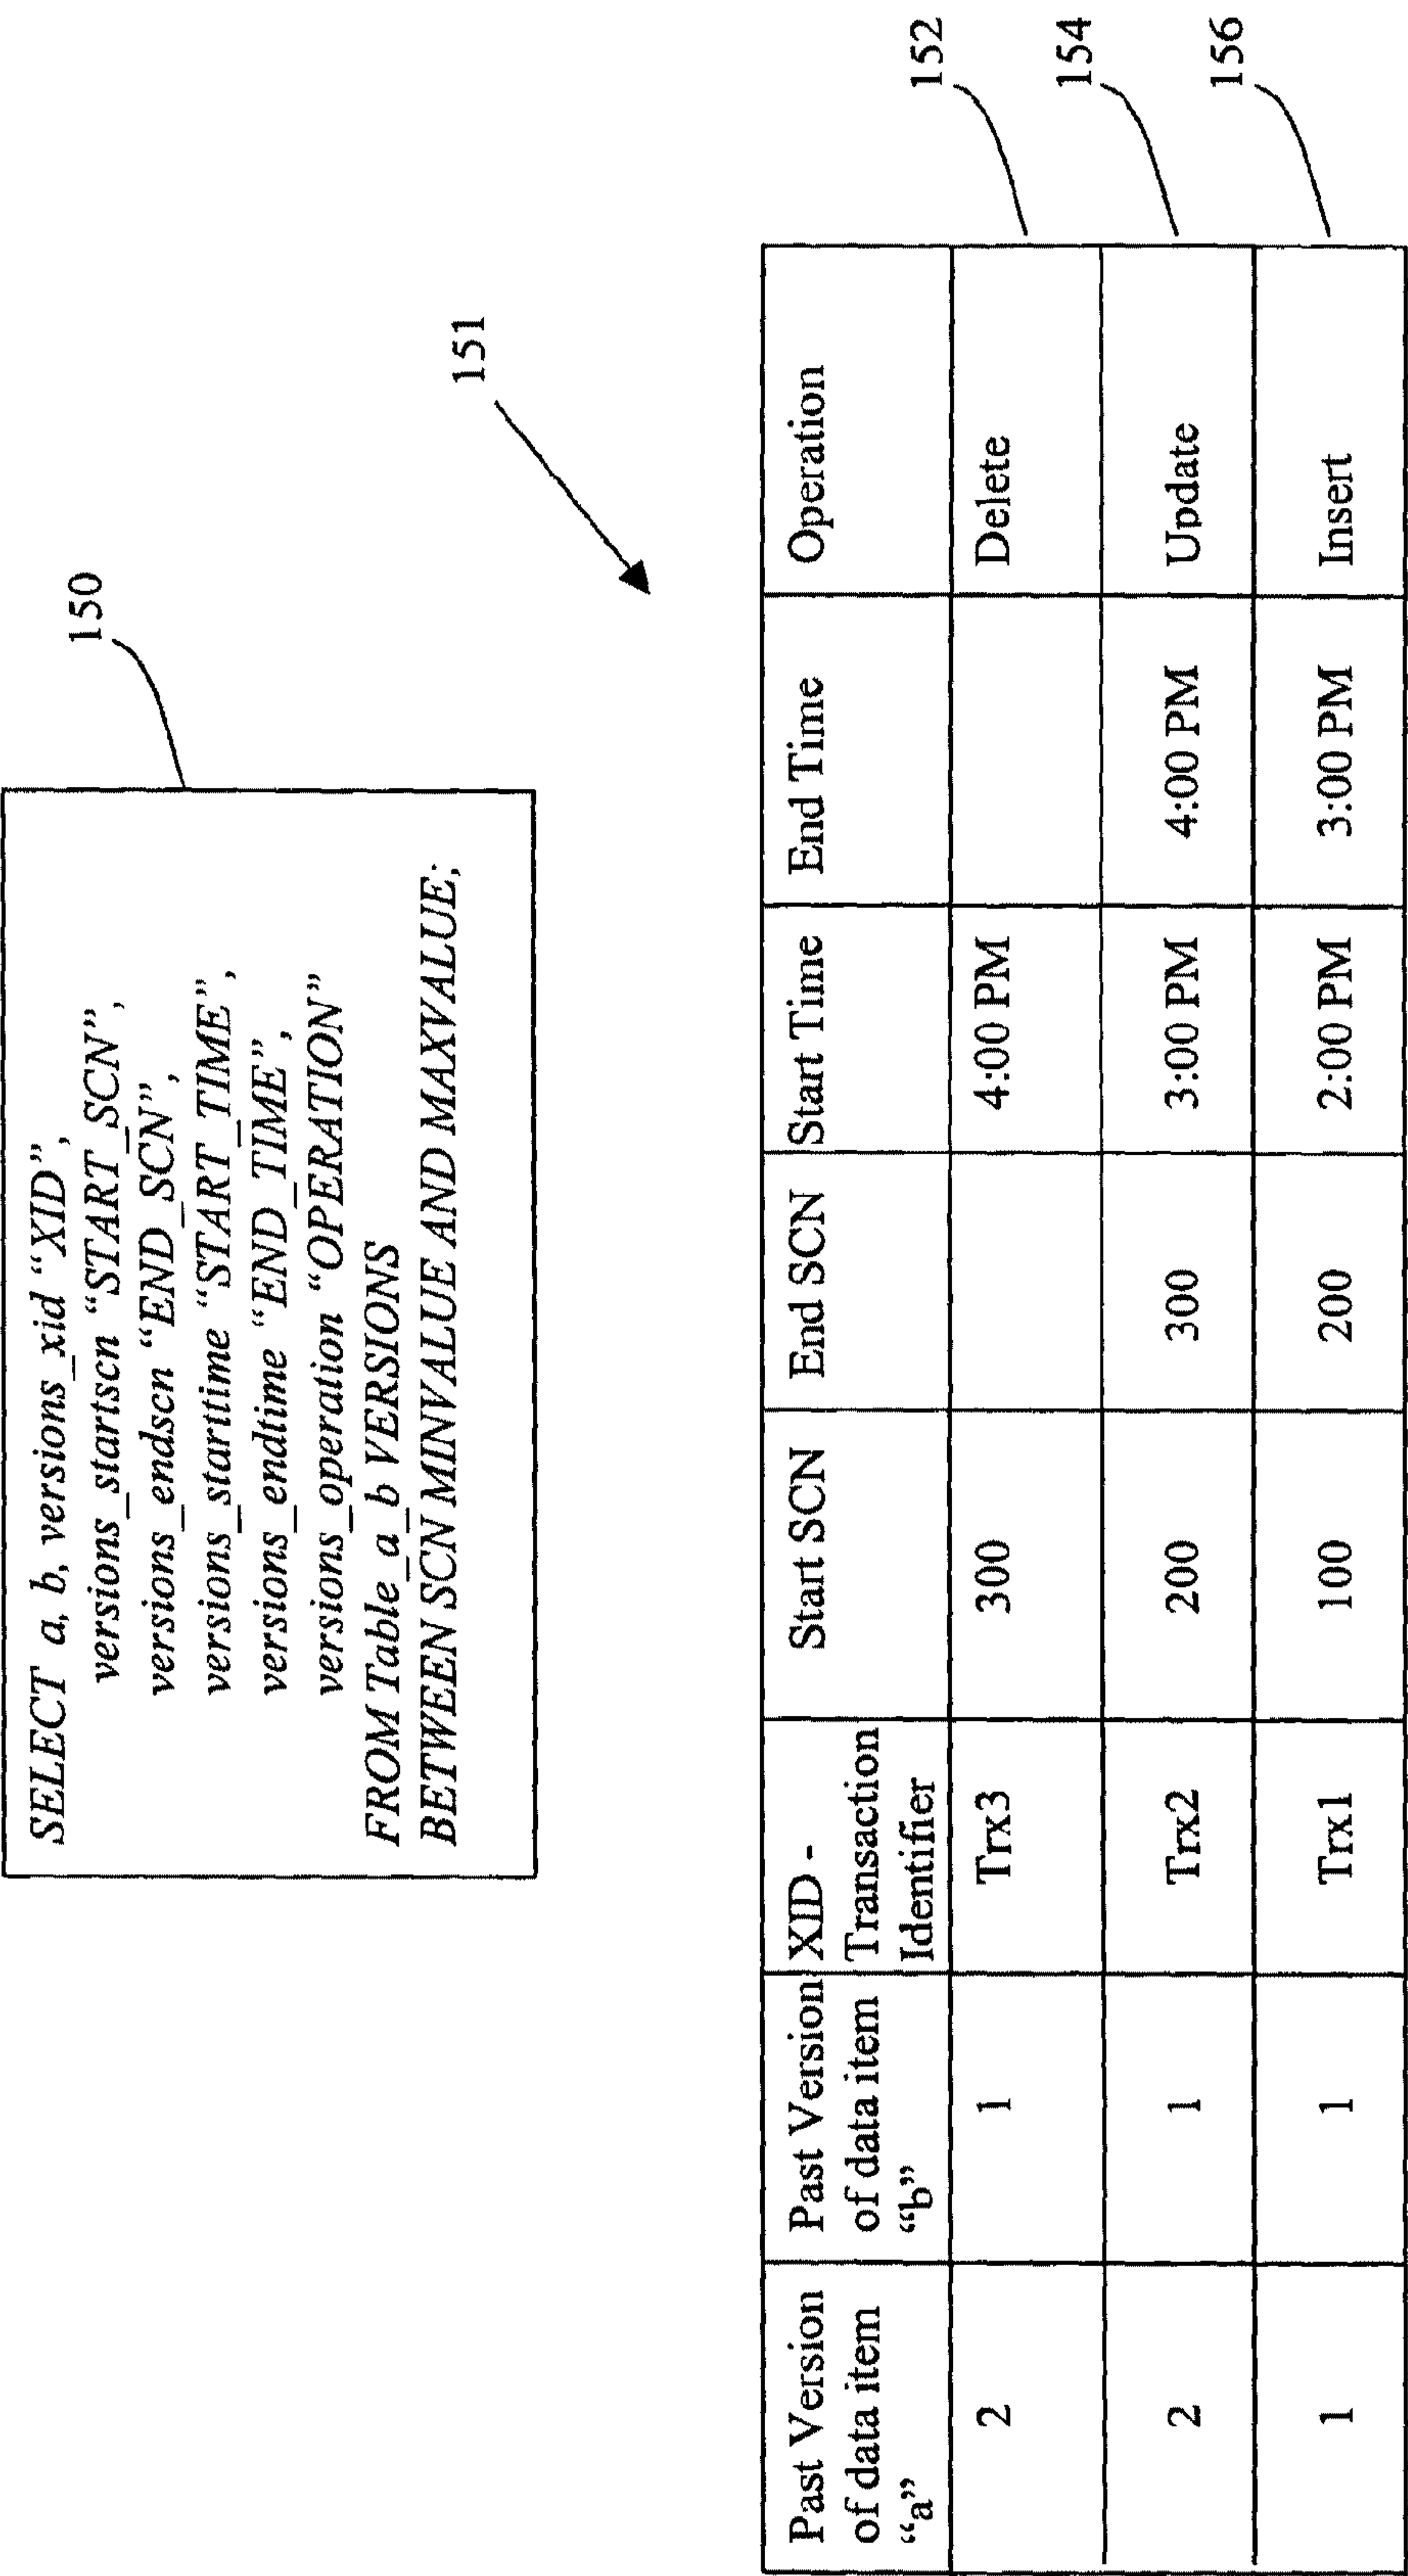 150
SELECT a, b, versions_xid “XID”,
versions_startscn “START_SCN”,
versions_endscn “END_SCN”,
versions_starttime “START_TIME”,
versions_endtime “END_TIME”,
versions_operation “OPERATION”
FROM Table_a_b VERSIONS
BETWEEN SCN MINVALUE AND MAXVALUE;
151
Past Version of data item “a” Past Version of data item “b” XID - Transaction Identifier Start SCN End SCN Start Time End Time Operation
2 1 Trx3 300 4:00 PM Delete 152
2 1 Trx2 200 300 3:00 PM 4:00 PM Update 154
1 1 Trx1 100 200 2:00 PM 3:00 PM Insert 156